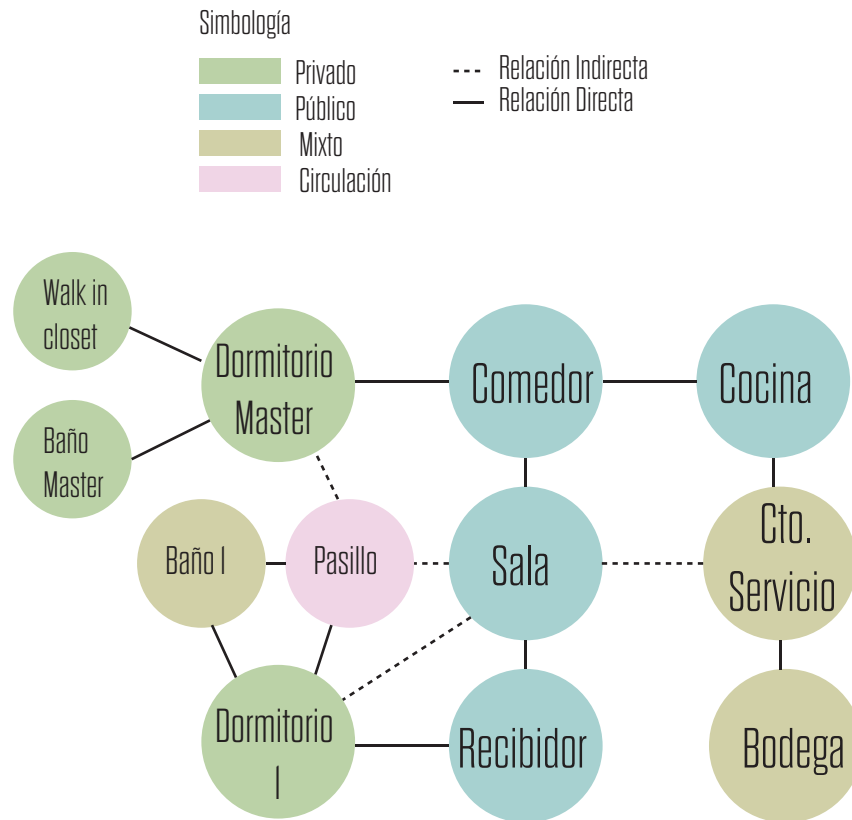 Simbología
Privado
Público
Mixto
Circulación
Relación Indirecta
Relación Directa
Walk in
closet
Dormitorio
Master
Comedor
Cocina
Baño
Master
Baño I
Pasillo
Sala
Cto.
Servicio
Dormitorio
I
Recibidor
Bodega